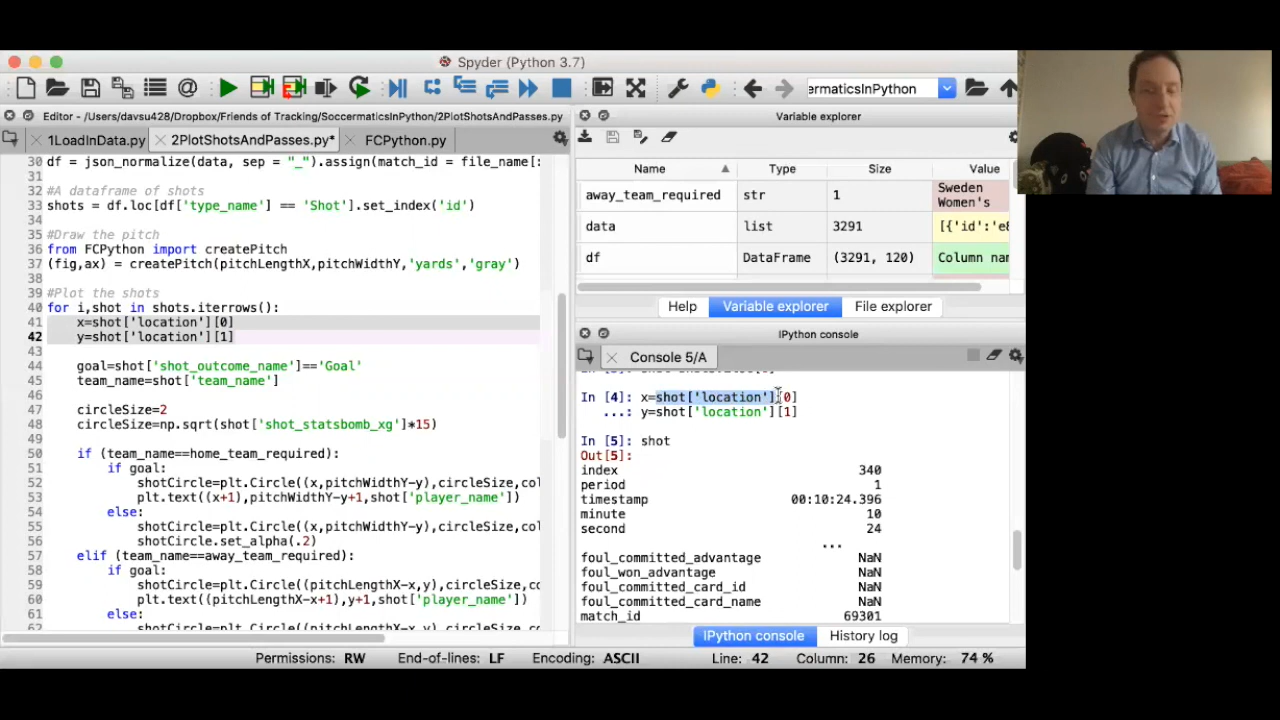 Spyder (Python 3.7)
ermaticsInPython
Editor - /Users/davsu428/Dropbox/Friends of Tracking/SoccermaticsInPython/2PlotShotsAndPasses.py
1LoadInData.py
2PlotShotsAndPasses.py*
FCPython.py
30 df = json_normalize(data, sep = "_").assign(match_id = file_name[:
31
32 #A dataframe of shots
33 shots = df.loc[df['type_name'] == 'Shot'].set_index('id')
34
35 #Draw the pitch
36 from FCPython import createPitch
37 (fig,ax) = createPitch(pitchLengthX,pitchWidthY,'yards','gray')
38
39 #Plot the shots
40 for i,shot in shots.iterrows():
41 x=shot['location'][0]
42 y=shot['location'][1]
43
44 goal=shot['shot_outcome_name']=='Goal'
45 team_name=shot['team_name']
46
47 circleSize=2
48 circleSize=np.sqrt(shot['shot_statsbomb_xg']*15)
49
50 if (team_name==home_team_required):
51 if goal:
52 shotCircle=plt.Circle((x,pitchWidthY-y),circleSize,col
53 plt.text((x+1),pitchWidthY-y+1,shot['player_name'])
54 else:
55 shotCircle=plt.Circle((x,pitchWidthY-y),circleSize,co
56 shotCircle.set_alpha(.2)
57 elif (team_name==away_team_required):
58 if goal:
59 shotCircle=plt.Circle((pitchLengthX-x,y),circleSize,co
60 plt.text((pitchLengthX-x+1),y+1,shot['player_name'])
61 else:
62 shotCircle=plt.Circle((pitchLengthX-x,y),circleSize,co
Variable explorer
Name Type Size Value
away_team_required str 1 Sweden
Women's
data list 3291 [{'id':'e8
df DataFrame (3291, 120) Column nam
Help Variable explorer File explorer
IPython console
Console 5/A
In [4]: x=shot['location'][0]
...: y=shot['location'][1]
In [5]: shot
Out[5]:
index 340
period 1
timestamp 00:10:24.396
minute 10
second 24
...
foul_committed_advantage NaN
foul_won_advantage NaN
foul_committed_card_id NaN
foul_committed_card_name NaN
match_id 69301
IPython console History log
Permissions: RW End-of-lines: LF Encoding: ASCII Line: 42 Column: 26 Memory: 74 %